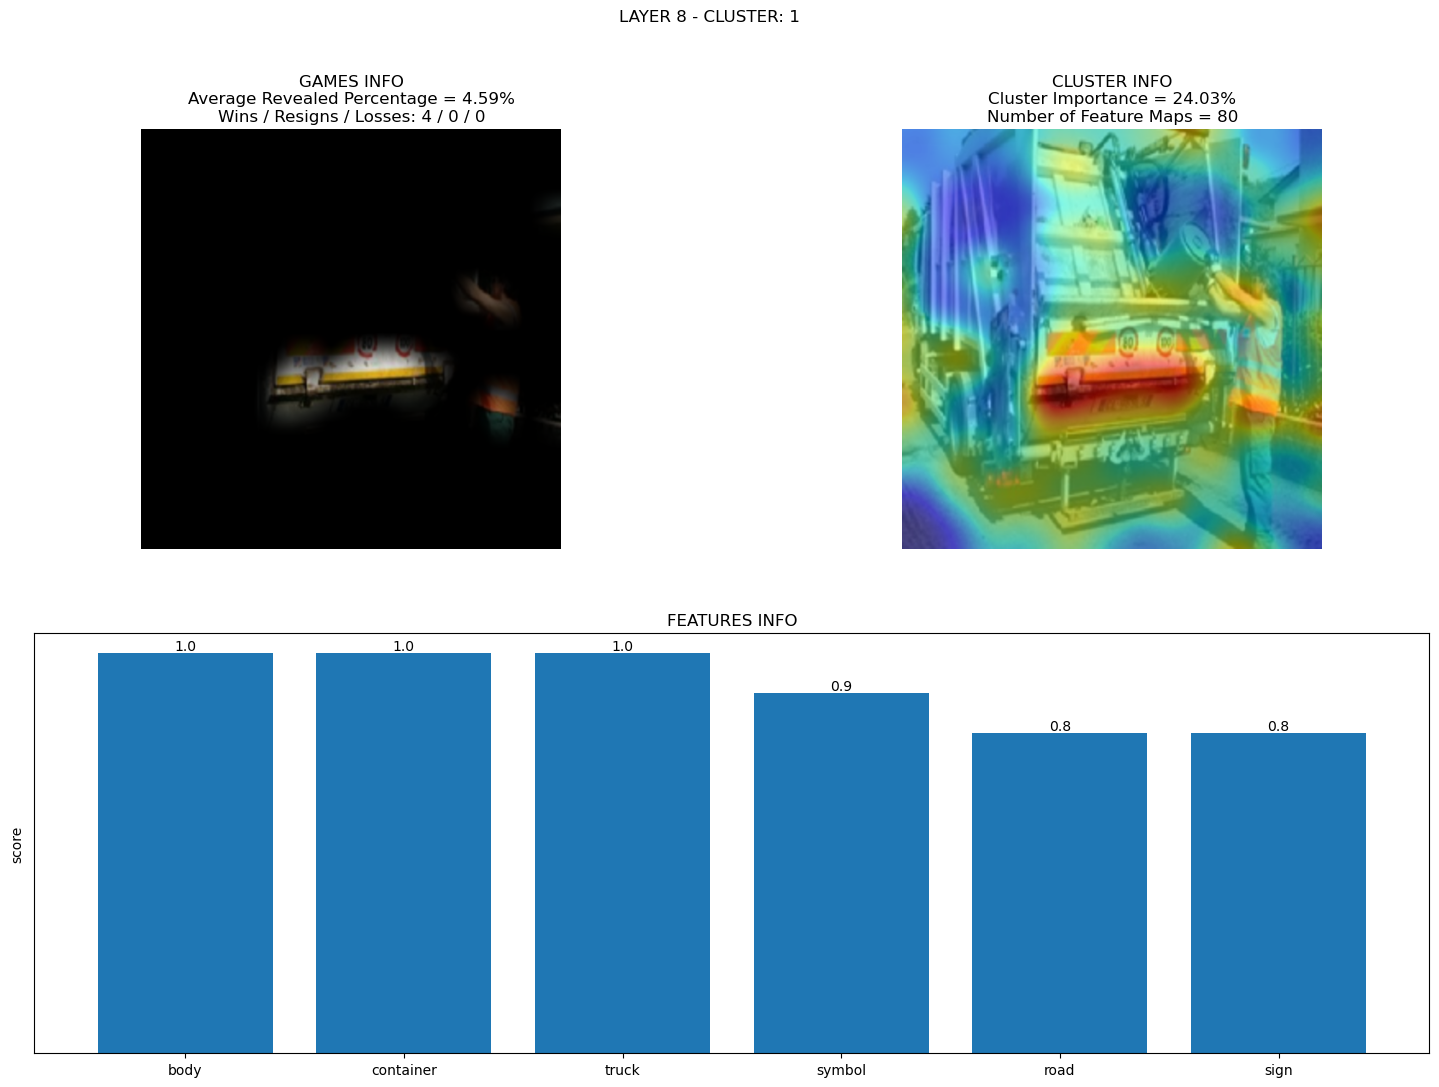 LAYER 8 - CLUSTER: 1
GAMES INFO
Average Revealed Percentage = 4.59%
Wins / Resigns / Losses: 4 / 0 / 0
CLUSTER INFO
Cluster Importance = 24.03%
Number of Feature Maps = 80
80
FEATURES INFO
score
1.0
1.0
1.0
0.9
0.8
0.8
body
container
truck
symbol
road
sign